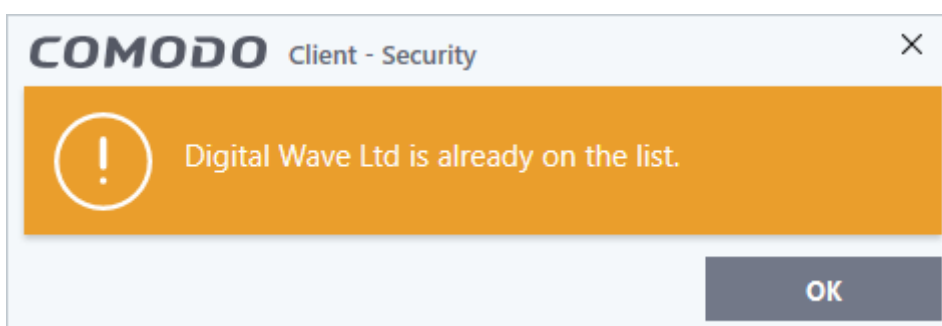 COMODO Client - Security
Digital Wave Ltd is already on the list.
OK